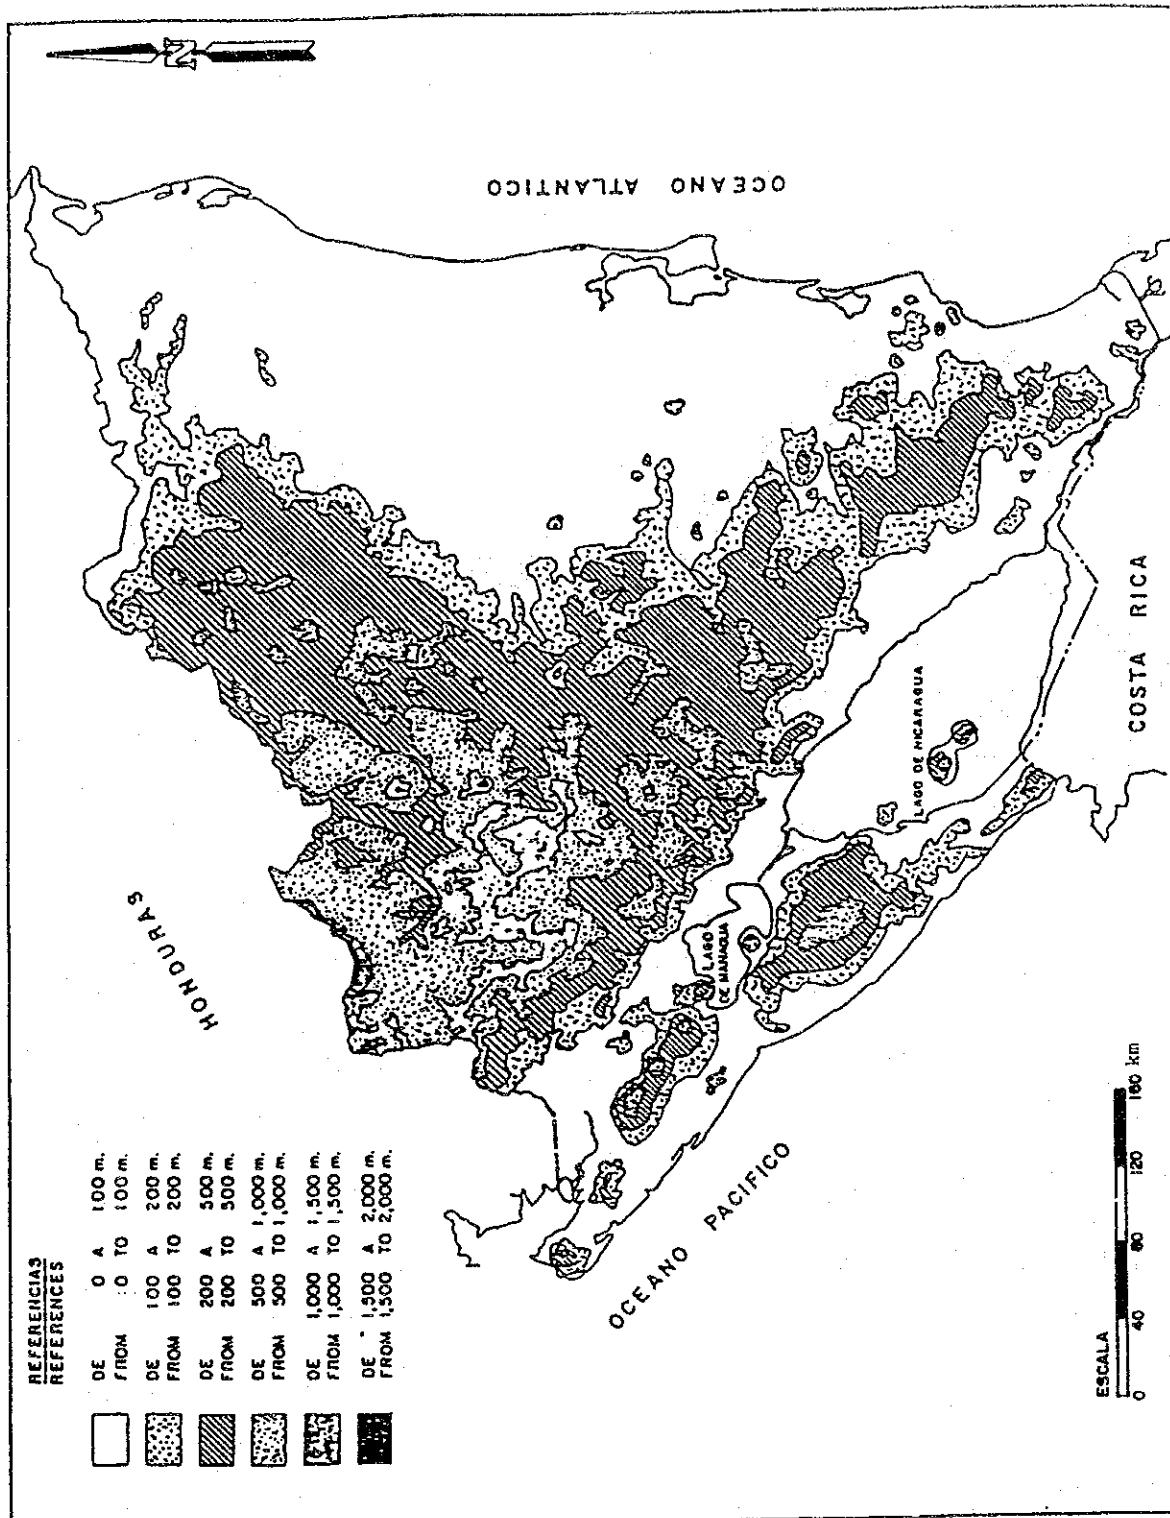 N
OCEANO ATLANTICO
HONDURAS
LAGO DE NICARAGUA
LAGO
DE MANAGUA
COSTA RICA
OCEANO PACIFICO
REFERENCIAS
REFERENCES
DE 0 A 100 m.
FROM 0 TO 100 m.
DE 100 A 200 m.
FROM 100 TO 200 m.
DE 200 A 500 m.
FROM 200 TO 500 m.
DE 500 A 1,000 m.
FROM 500 TO 1,000 m.
DE 1,000 A 1,500 m.
FROM 1,000 TO 1,500 m.
DE 1,500 A 2,000 m.
FROM 1,500 TO 2,000 m.
ESCALA
0 40 80 120 160 km